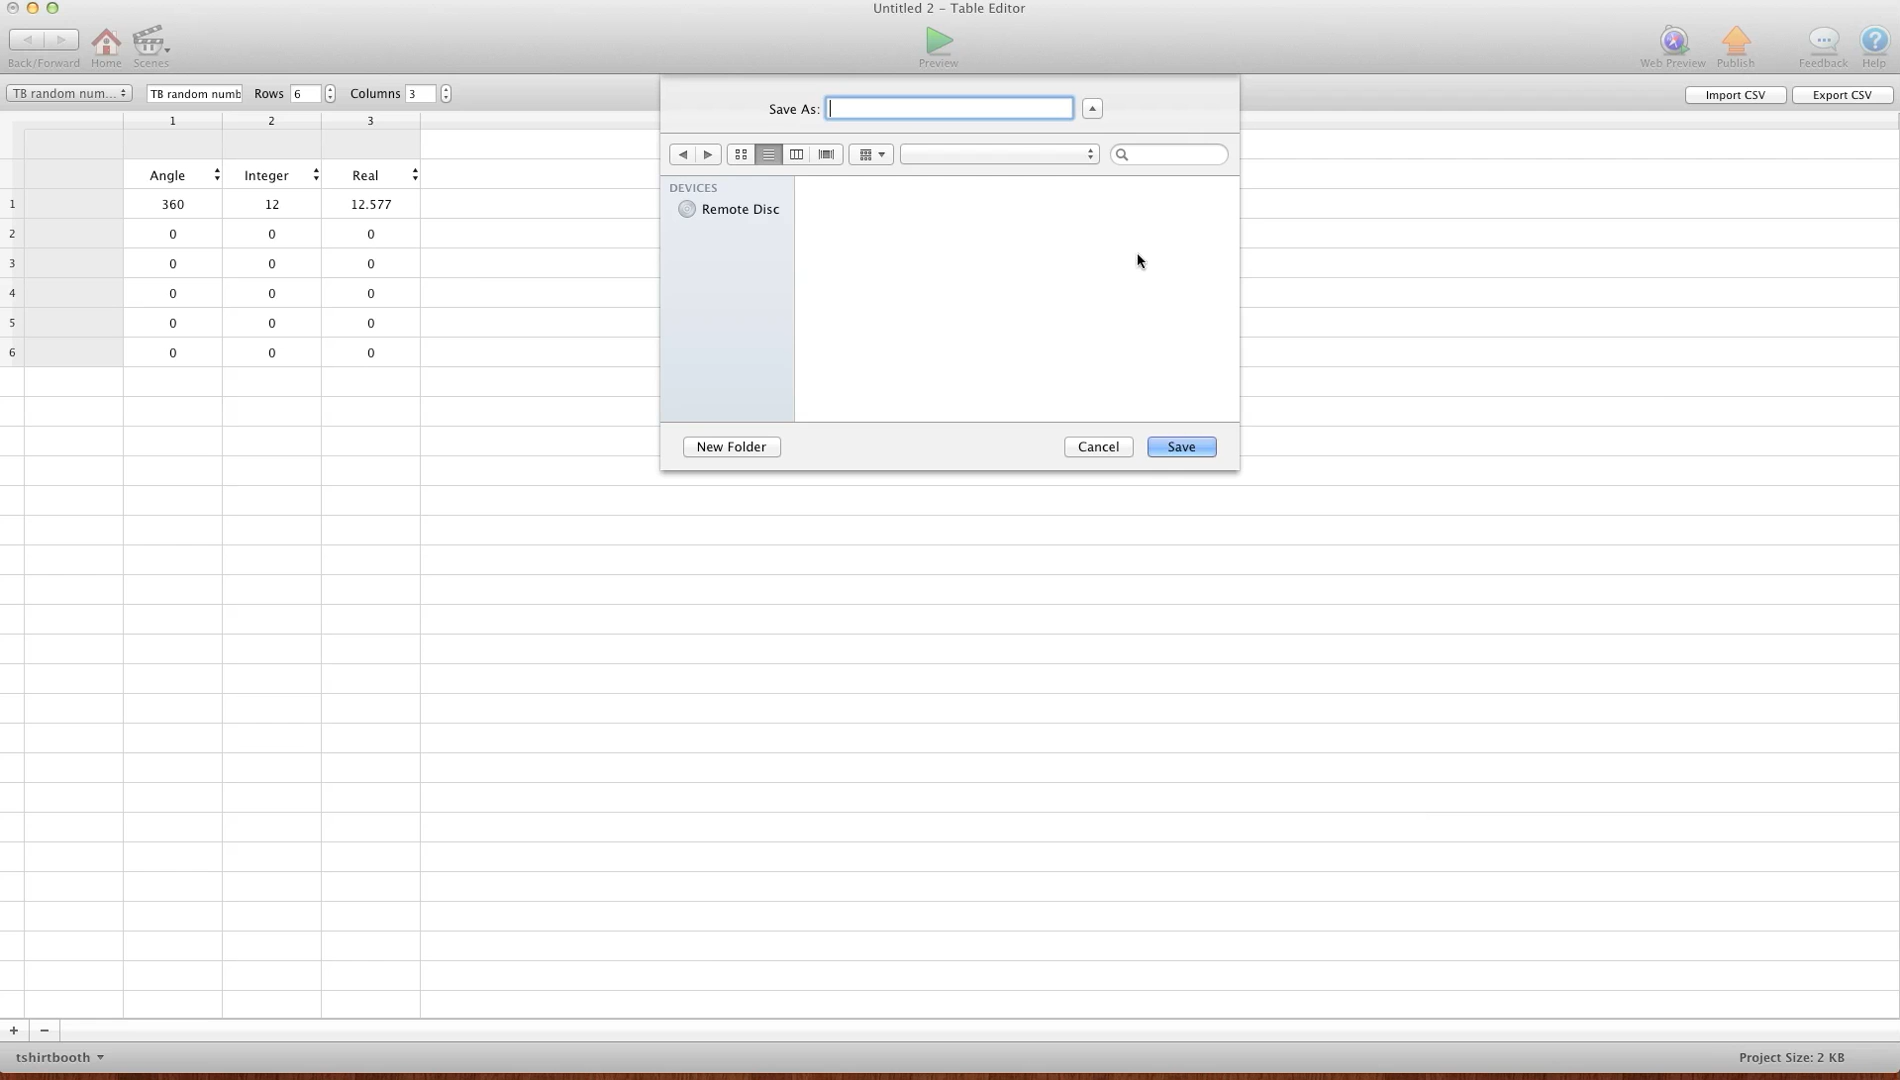 Untitled 2 – Table Editor
Back/Forward Home Scenes Preview Web Preview Publish Feedback Help
TB random num... TB random numb Rows 6 Columns 3 Import CSV Export CSV
Save As:
1 2 3
DEVICES
Remote Disc
Angle Integer Real
1 360 12 12.577
2 0 0 0
3 0 0 0
4 0 0 0
5 0 0 0
6 0 0 0
New Folder Cancel Save
+ −
tshirtbooth Project Size: 2 KB